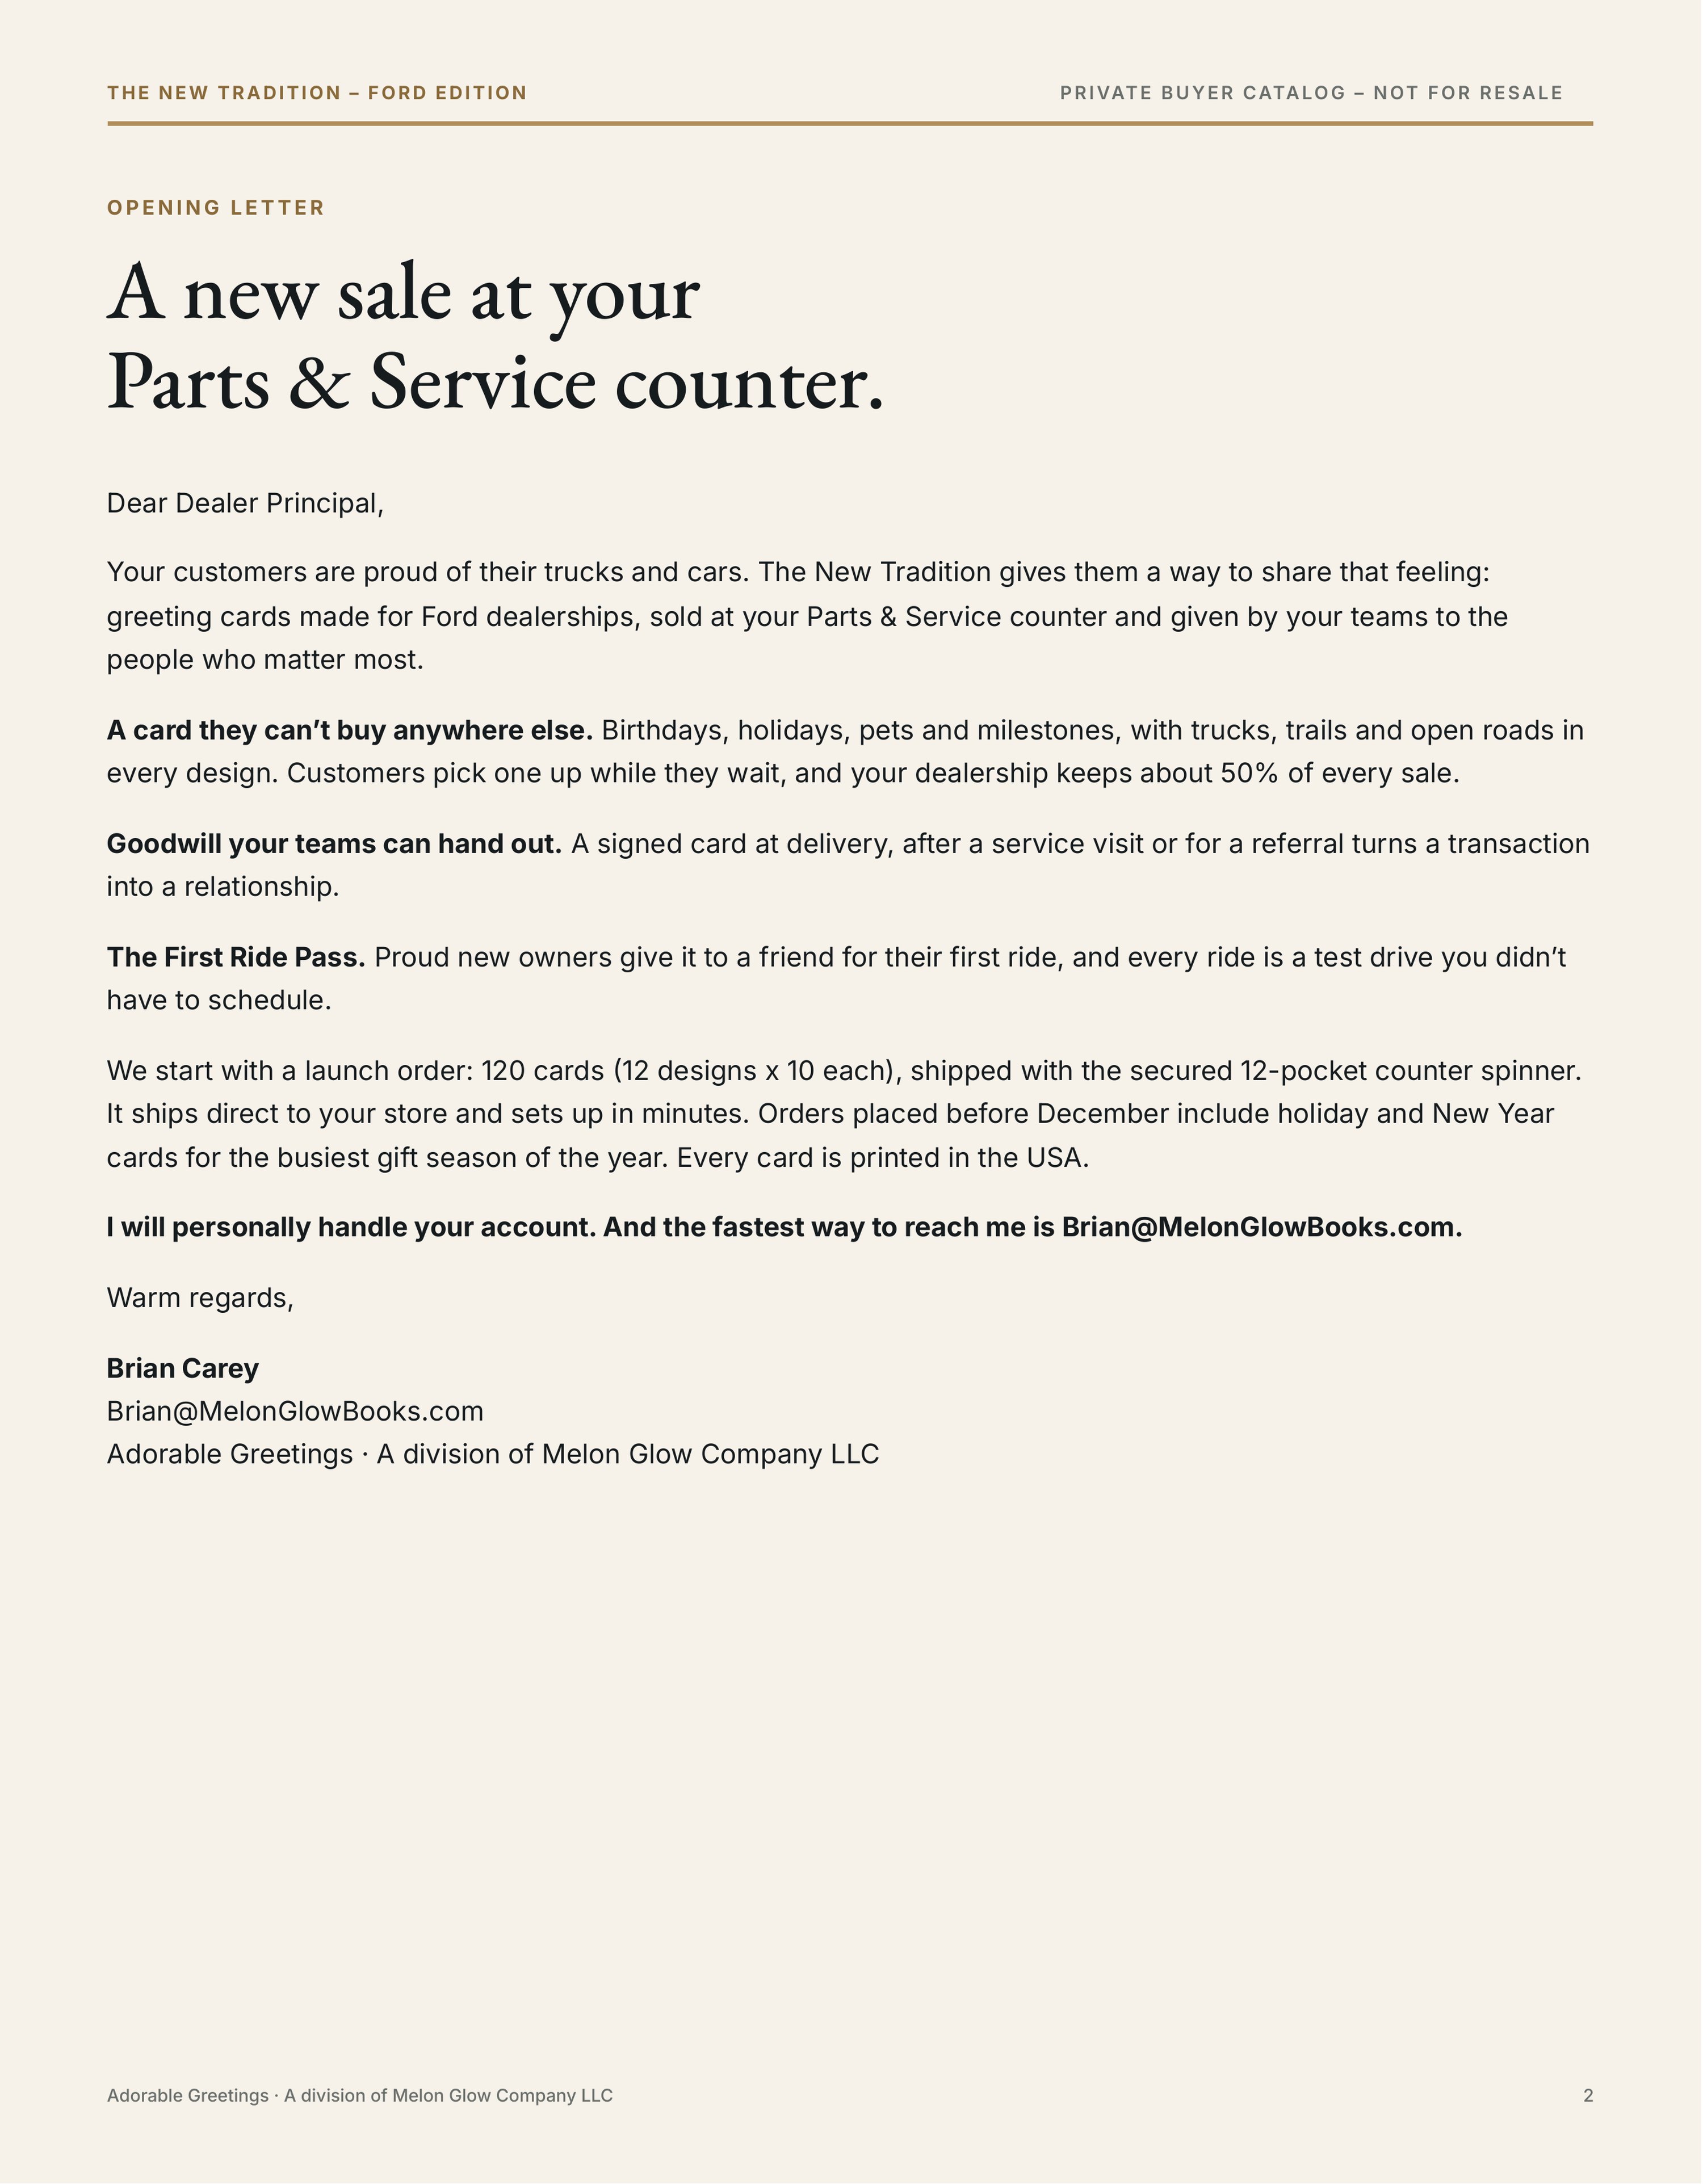 THE NEW TRADITION – FORD EDITION
PRIVATE BUYER CATALOG – NOT FOR RESALE
OPENING LETTER
A new sale at your
Parts & Service counter.
Dear Dealer Principal,
Your customers are proud of their trucks and cars. The New Tradition gives them a way to share that feeling:
greeting cards made for Ford dealerships, sold at your Parts & Service counter and given by your teams to the
people who matter most.
A card they can’t buy anywhere else. Birthdays, holidays, pets and milestones, with trucks, trails and open roads in
every design. Customers pick one up while they wait, and your dealership keeps about 50% of every sale.
Goodwill your teams can hand out. A signed card at delivery, after a service visit or for a referral turns a transaction
into a relationship.
The First Ride Pass. Proud new owners give it to a friend for their first ride, and every ride is a test drive you didn’t
have to schedule.
We start with a launch order: 120 cards (12 designs x 10 each), shipped with the secured 12-pocket counter spinner.
It ships direct to your store and sets up in minutes. Orders placed before December include holiday and New Year
cards for the busiest gift season of the year. Every card is printed in the USA.
I will personally handle your account. And the fastest way to reach me is Brian@MelonGlowBooks.com.
Warm regards,
Brian Carey
Brian@MelonGlowBooks.com
Adorable Greetings · A division of Melon Glow Company LLC
Adorable Greetings · A division of Melon Glow Company LLC
2